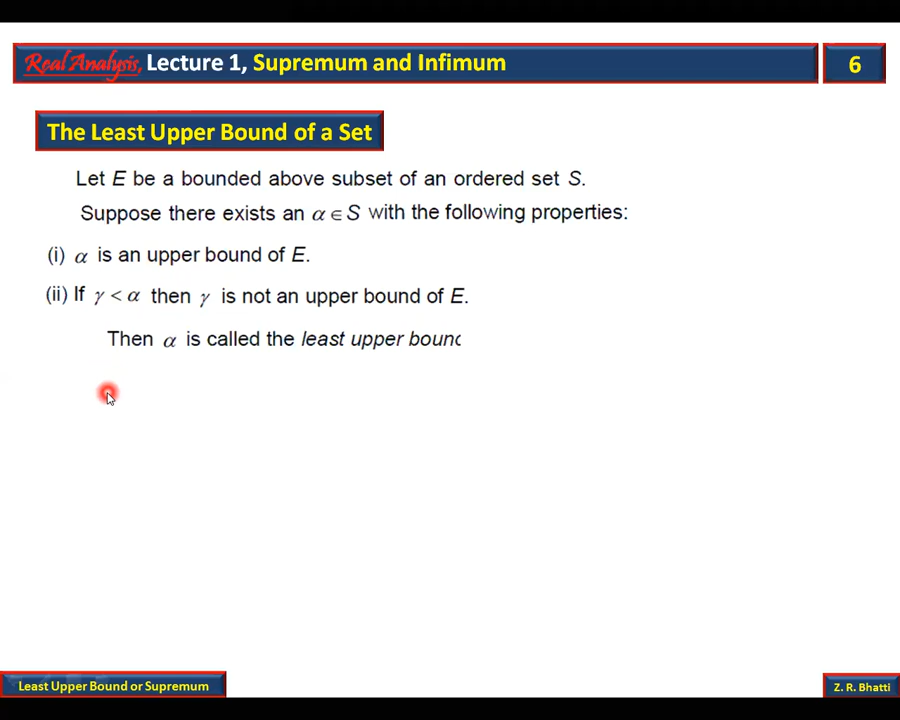 Real Analysis, Lecture 1, Supremum and Infimum
6
The Least Upper Bound of a Set
Let E be a bounded above subset of an ordered set S.
Suppose there exists an α ∈ S with the following properties:
(i) α is an upper bound of E.
(ii) If γ < α then γ is not an upper bound of E.
Then α is called the least upper
Least Upper Bound or Supremum
Z. R. Bhatti